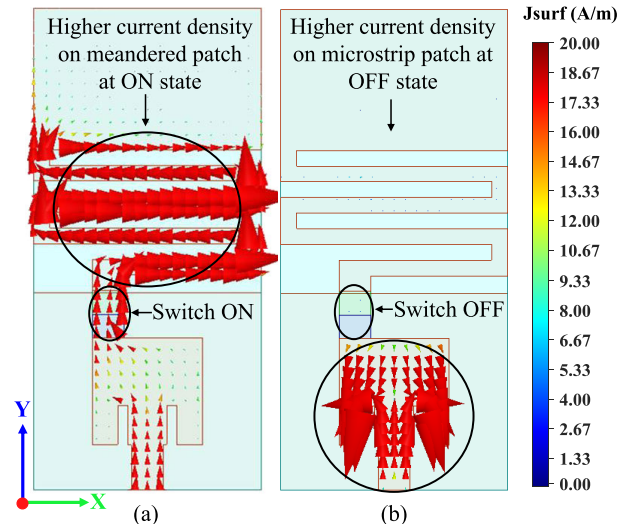 Higher current density
on meandered patch
at ON state
Switch ON
Y
X
(a)
Higher current density
on microstrip patch at
OFF state
Switch OFF
(b)
Jsurf (A/m)
20.00
18.67
17.33
16.00
14.67
13.33
12.00
10.67
9.33
8.00
6.67
5.33
4.00
2.67
1.33
0.00